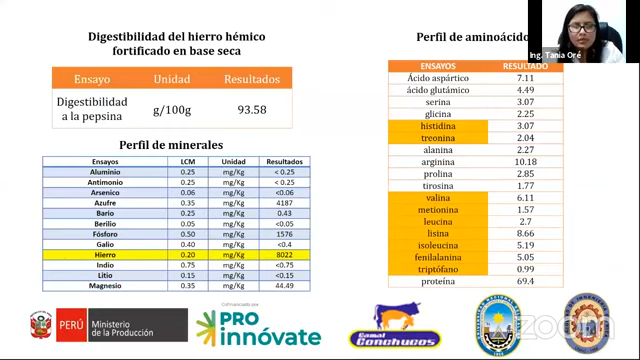 Digestibilidad del hierro hémico
fortificado en base seca
Ensayo Unidad Resultados
Digestibilidad
a la pepsina g/100g 93.58
Perfil de minerales
Ensayos LCM Unidad Resultados
Aluminio 0.25 mg/Kg < 0.25
Antimonio 0.25 mg/Kg < 0.25
Arsenico 0.06 mg/Kg <0.06
Azufre 0.35 mg/Kg 4187
Bario 0.25 mg/Kg 0.43
Berilio 0.05 mg/Kg <0.05
Fósforo 0.50 mg/Kg 1576
Galio 0.40 mg/Kg <0.4
Hierro 0.20 mg/Kg 8022
Indio 0.75 mg/Kg <0.75
Litio 0.15 mg/Kg <0.15
Magnesio 0.35 mg/Kg 44.49
Perfil de aminoácido
Ing. Tania Oré
ENSAYOS RESULTADO
Ácido aspártico 7.11
ácido glutámico 4.49
serina 3.07
glicina 2.25
histidina 3.07
treonina 2.04
alanina 2.27
arginina 10.18
prolina 2.85
tirosina 1.77
valina 6.11
metionina 1.57
leucina 2.7
lisina 8.66
isoleucina 5.19
fenilalanina 5.05
triptófano 0.99
proteína 69.4
PERÚ
Ministerio
de la Producción
Cofinanciado por:
PRO
innóvate
Camal
Conchucos
zoom